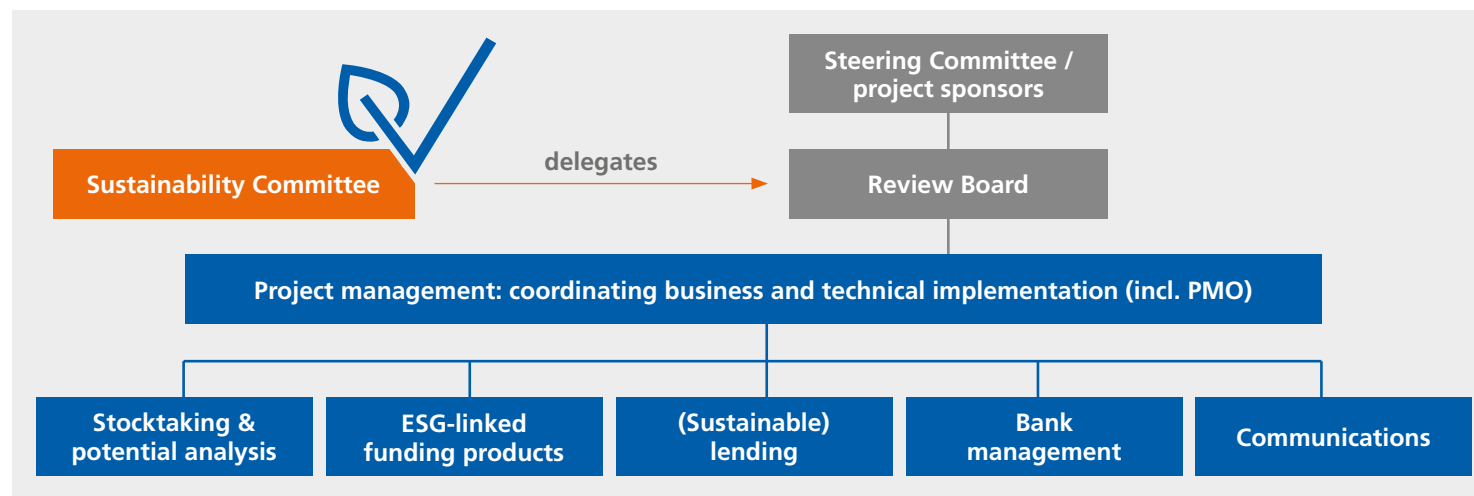 Steering Committee /
project sponsors
Sustainability Committee
delegates
Review Board
Project management: coordinating business and technical implementation (incl. PMO)
Stocktaking &
potential analysis
ESG-linked
funding products
(Sustainable)
lending
Bank
management
Communications